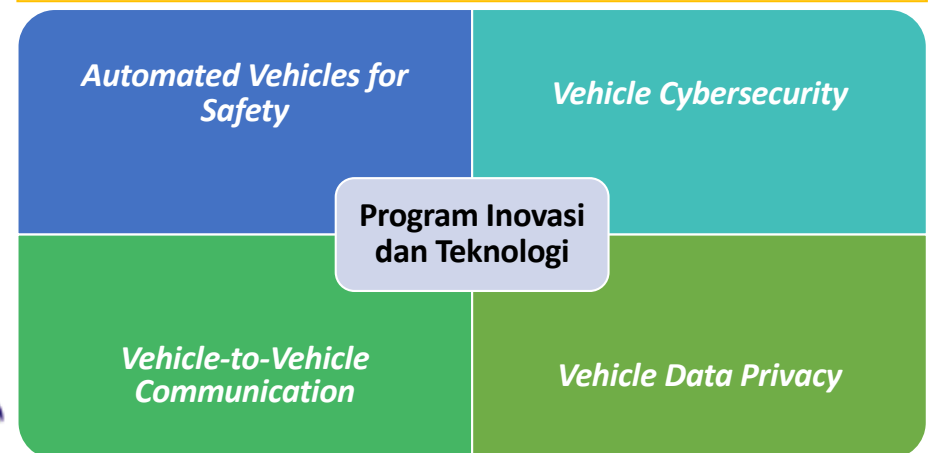 Automated Vehicles for
Safety
Vehicle Cybersecurity
Program Inovasi
dan Teknologi
Vehicle-to-Vehicle
Communication
Vehicle Data Privacy